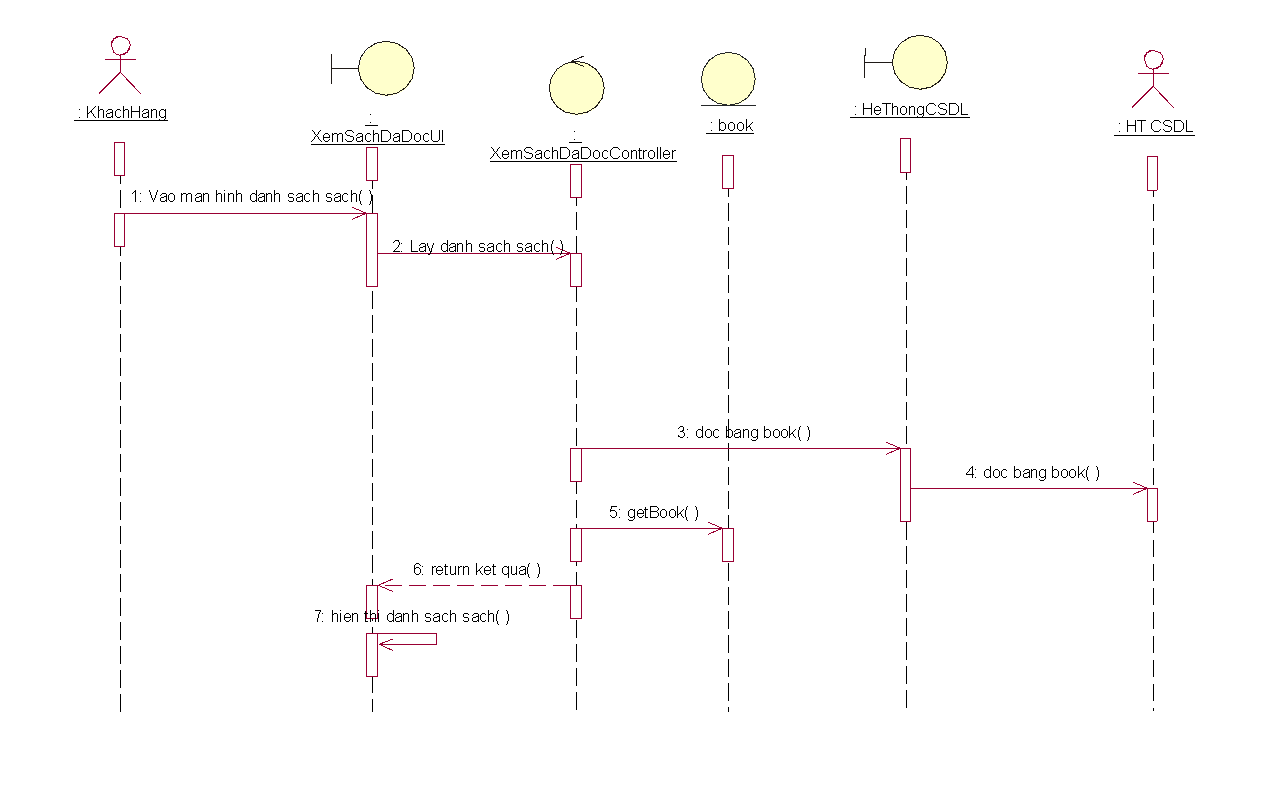 : KhachHang
:
XemSachDaDocUI
:
XemSachDaDocController
: book
: HeThongCSDL
: HT CSDL
1: Vao man hinh danh sach sach( )
2: Lay danh sach sach( )
3: doc bang book( )
4: doc bang book( )
5: getBook( )
6: return ket qua( )
7: hien thi danh sach sach( )